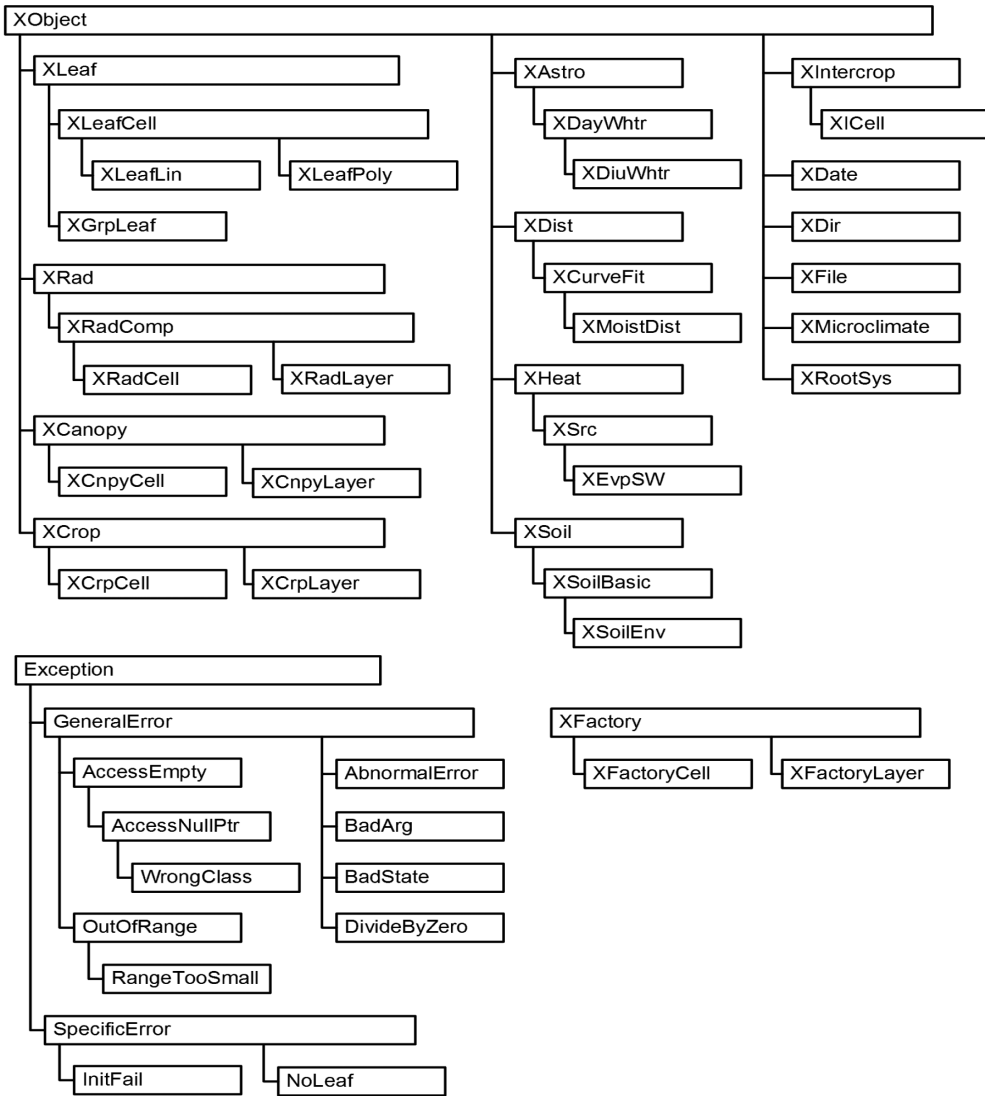 XObject
XLeaf
XLeafCell
XLeafLin
XLeafPoly
XGrpLeaf
XRad
XRadComp
XRadCell
XRadLayer
XCanopy
XCnpyCell
XCnpyLayer
XCrop
XCrpCell
XCrpLayer
XAstro
XDayWhtr
XDiuWhtr
XDist
XCurveFit
XMoistDist
XHeat
XSrc
XEvpSW
XSoil
XSoilBasic
XSoilEnv
XIntercrop
XICell
XDate
XDir
XFile
XMicroclimate
XRootSys
Exception
GeneralError
AccessEmpty
AccessNullPtr
WrongClass
OutOfRange
RangeTooSmall
AbnormalError
BadArg
BadState
DivideByZero
SpecificError
InitFail
NoLeaf
XFactory
XFactoryCell
XFactoryLayer